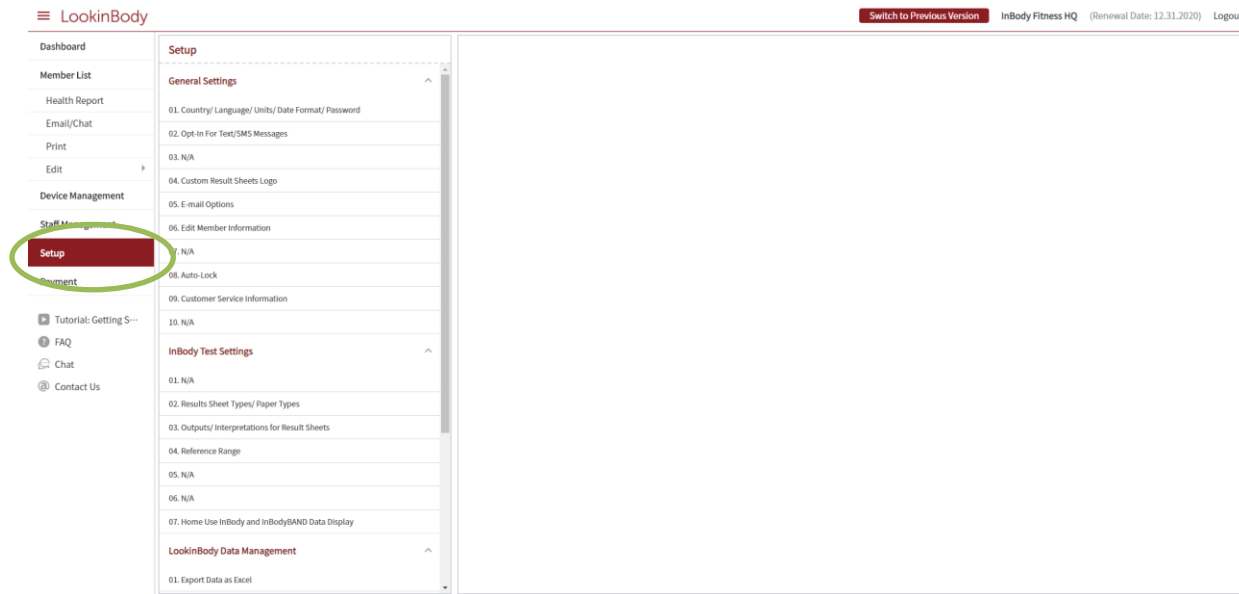 LookinBody
Switch to Previous Version InBody Fitness HQ (Renewal Date: 12.31.2020) Logou
Dashboard
Member List
Health Report
Email/Chat
Print
Edit
Device Management
Staff Management
Setup
Payment
Tutorial: Getting S···
FAQ
Chat
Contact Us
Setup
General Settings
01. Country/ Language/ Units/ Date Format/ Password
02. Opt-In For Text/SMS Messages
03. N/A
04. Custom Result Sheets Logo
05. E-mail Options
06. Edit Member Information
07. N/A
08. Auto-Lock
09. Customer Service Information
10. N/A
InBody Test Settings
01. N/A
02. Results Sheet Types/ Paper Types
03. Outputs/ Interpretations for Result Sheets
04. Reference Range
05. N/A
06. N/A
07. Home Use InBody and InBodyBAND Data Display
LookinBody Data Management
01. Export Data as Excel